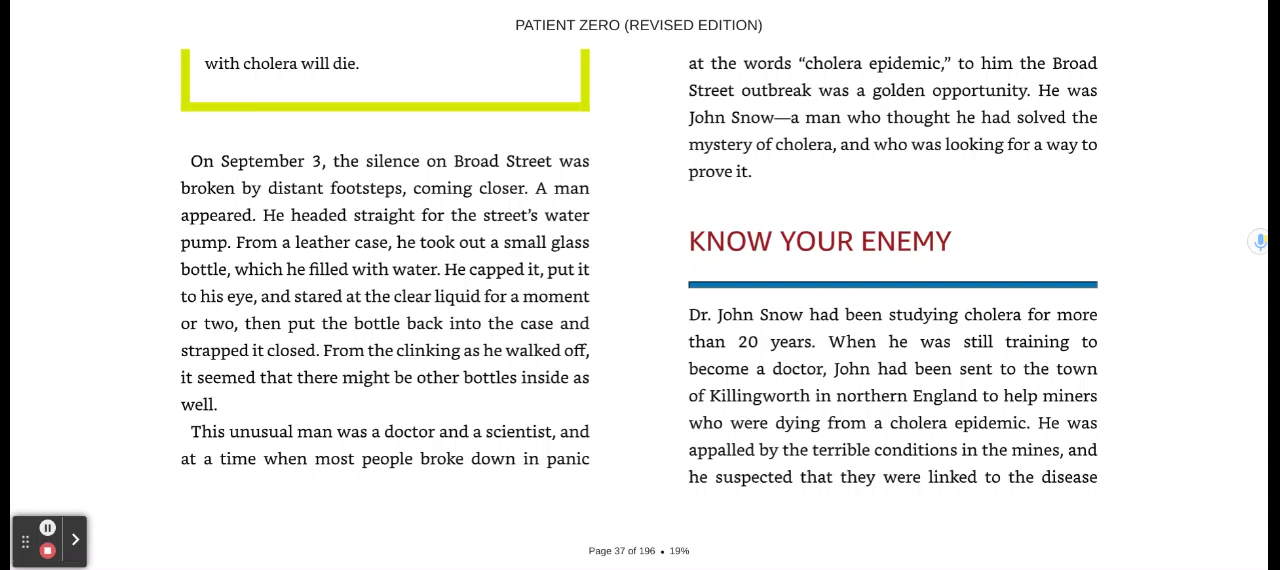 PATIENT ZERO (REVISED EDITION)
with cholera will die.
On September 3, the silence on Broad Street was
broken by distant footsteps, coming closer. A man
appeared. He headed straight for the street’s water
pump. From a leather case, he took out a small glass
bottle, which he filled with water. He capped it, put it
to his eye, and stared at the clear liquid for a moment
or two, then put the bottle back into the case and
strapped it closed. From the clinking as he walked off,
it seemed that there might be other bottles inside as
well.
This unusual man was a doctor and a scientist, and
at a time when most people broke down in panic
at the words “cholera epidemic,” to him the Broad
Street outbreak was a golden opportunity. He was
John Snow—a man who thought he had solved the
mystery of cholera, and who was looking for a way to
prove it.
KNOW YOUR ENEMY
Dr. John Snow had been studying cholera for more
than 20 years. When he was still training to
become a doctor, John had been sent to the town
of Killingworth in northern England to help miners
who were dying from a cholera epidemic. He was
appalled by the terrible conditions in the mines, and
he suspected that they were linked to the disease
Page 37 of 196 • 19%